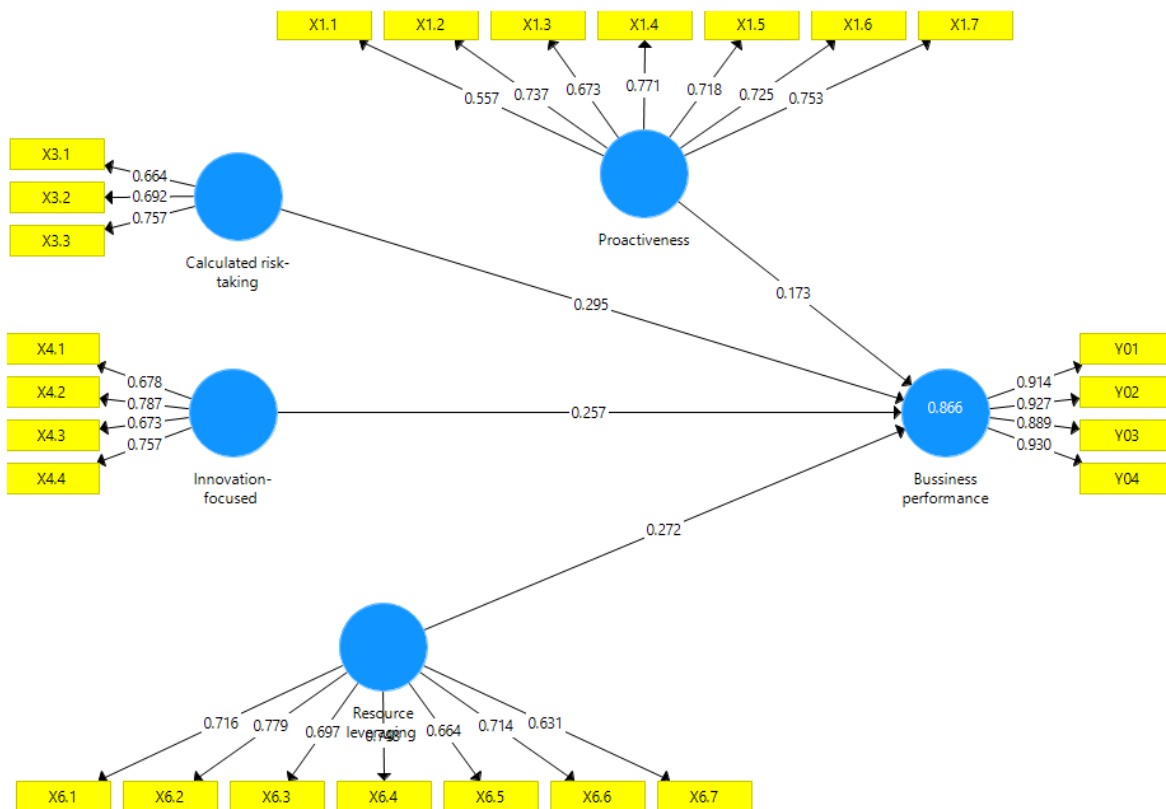 X1.1 X1.2 X1.3 X1.4 X1.5 X1.6 X1.7
0.557 0.737 0.673 0.771 0.718 0.725 0.753
Proactiveness
X3.1
X3.2
X3.3
0.664
0.692
0.757
Calculated risk-
taking
0.295
0.173
X4.1
X4.2
X4.3
X4.4
0.678
0.787
0.673
0.757
Innovation-
focused
0.257
0.866
Bussiness
performance
0.914
0.927
0.889
0.930
Y01
Y02
Y03
Y04
0.272
Resource
leveraging
0.716 0.779 0.697 0.664 0.714 0.631
X6.1 X6.2 X6.3 X6.4 X6.5 X6.6 X6.7